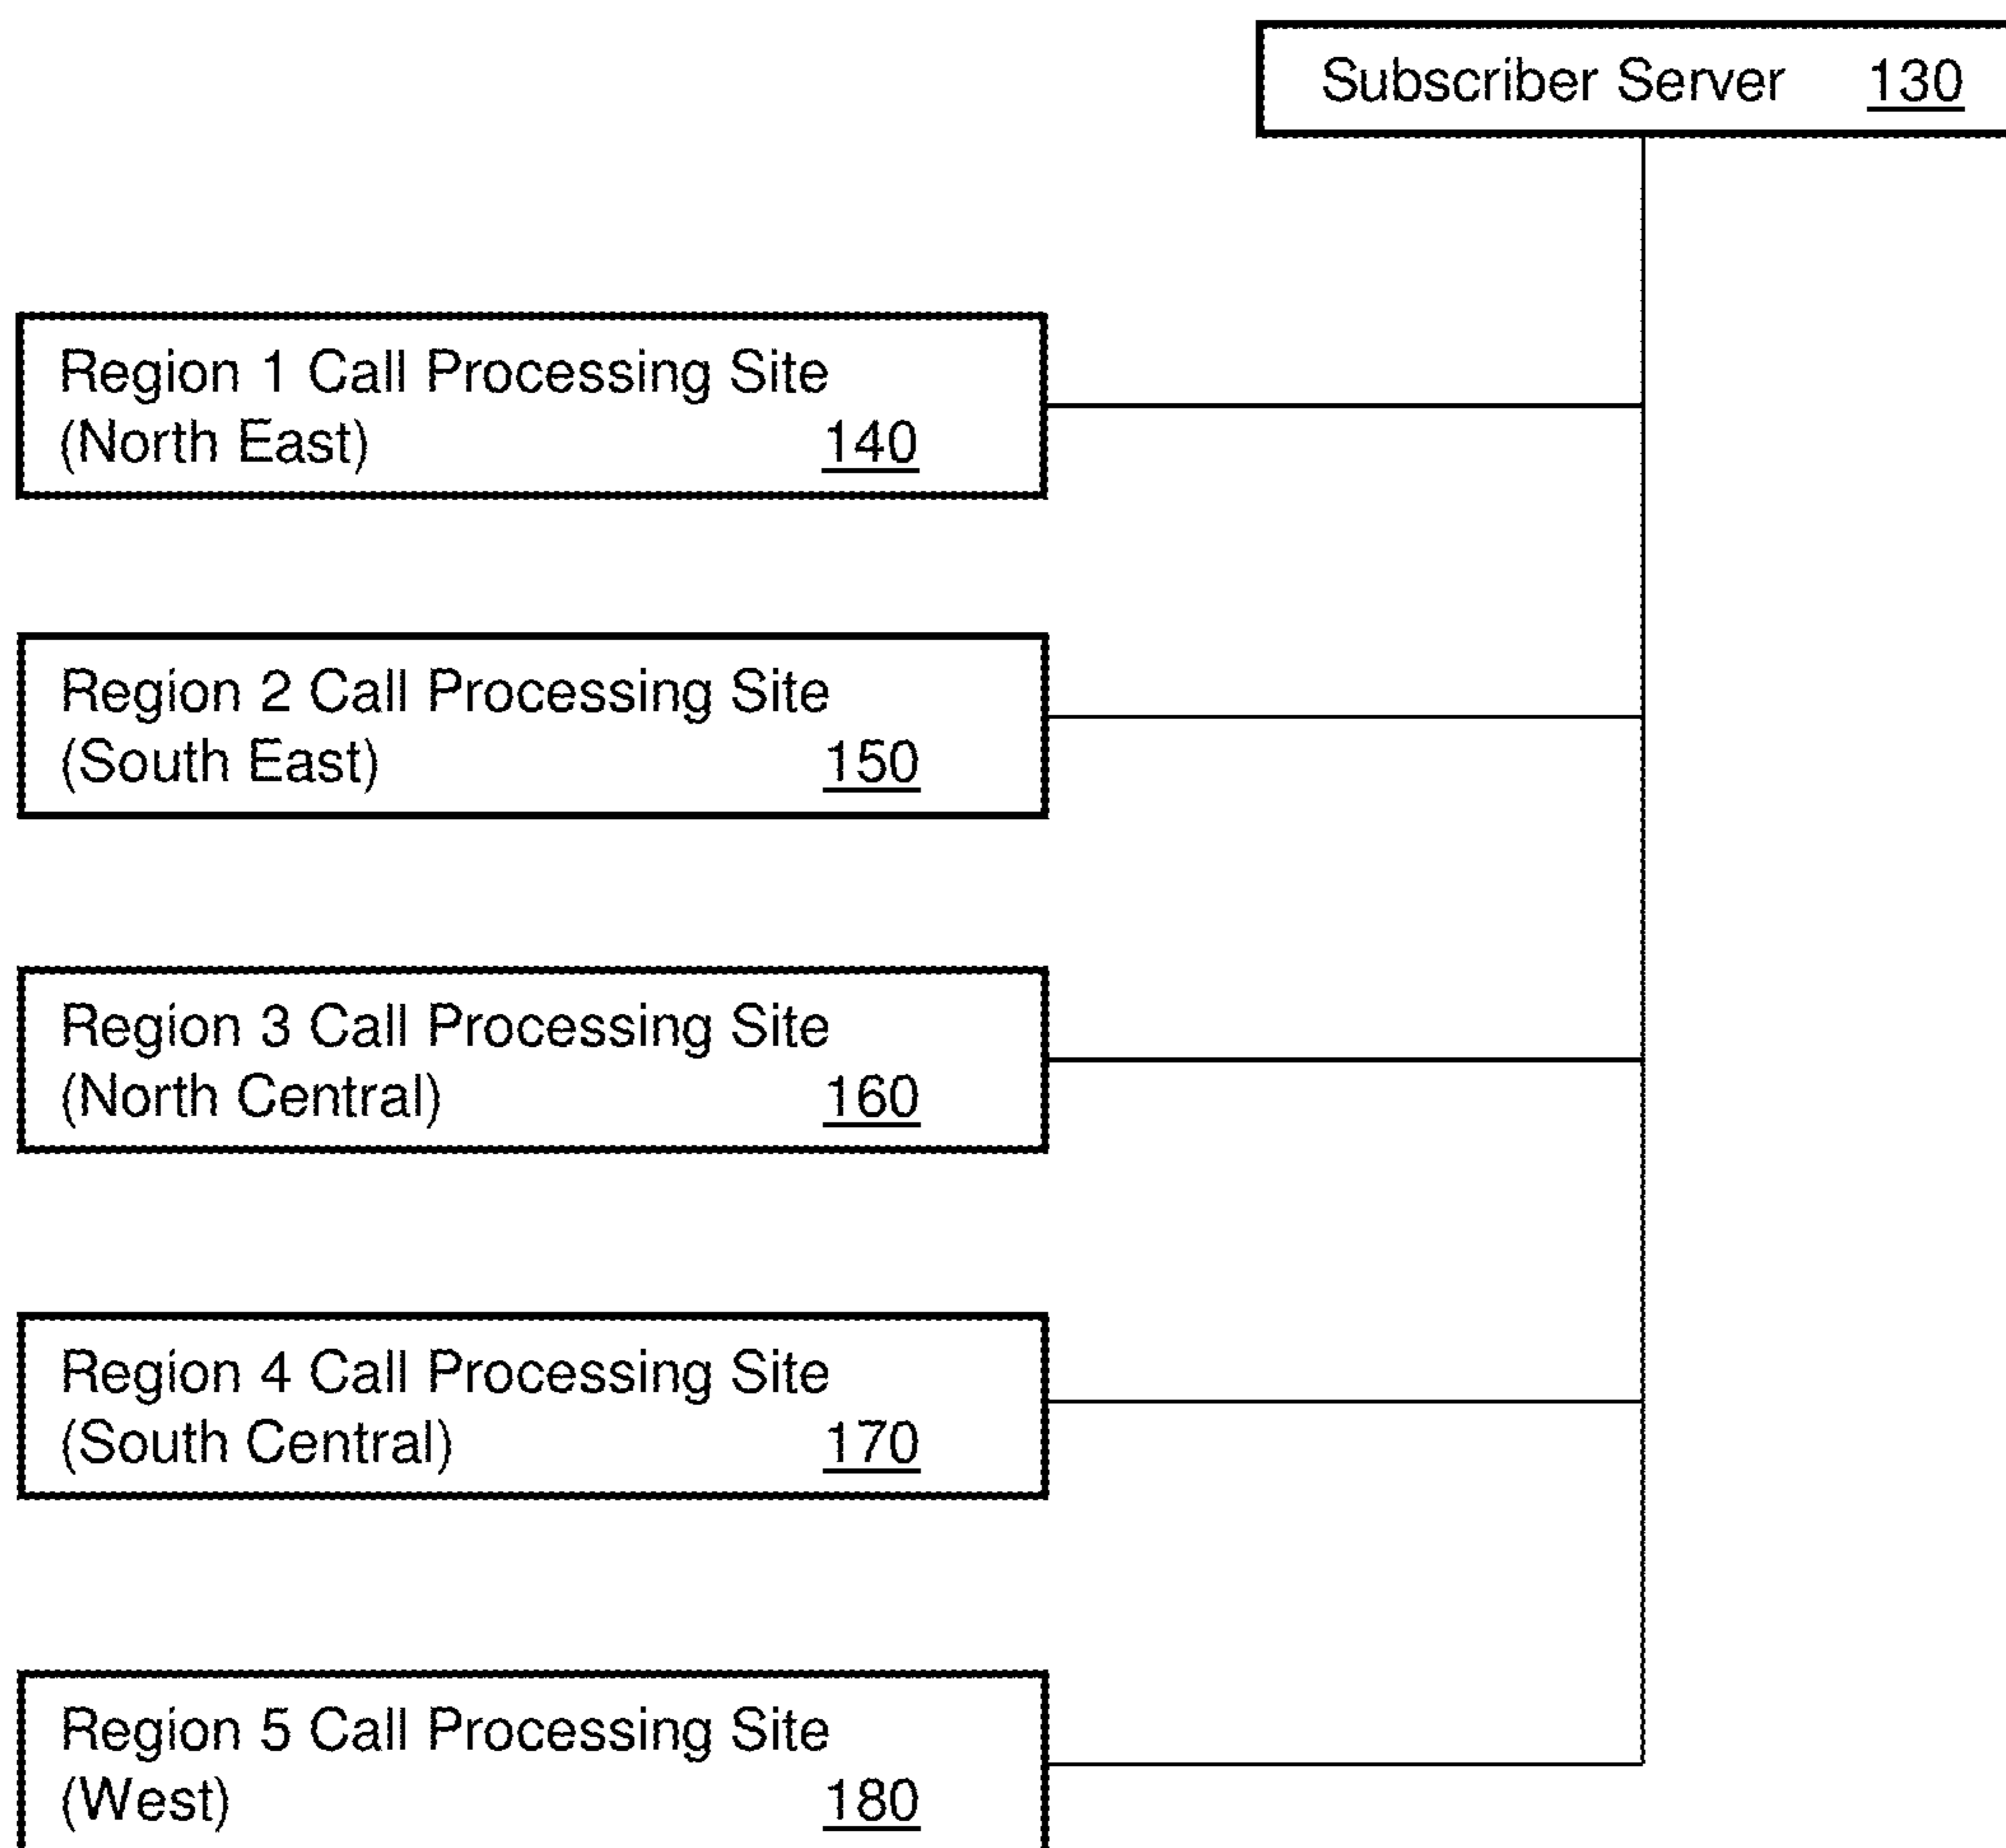 Subscriber Server 130
Region 1 Call Processing Site
(North East) 140
Region 2 Call Processing Site
(South East) 150
Region 3 Call Processing Site
(North Central) 160
Region 4 Call Processing Site
(South Central) 170
Region 5 Call Processing Site
(West) 180